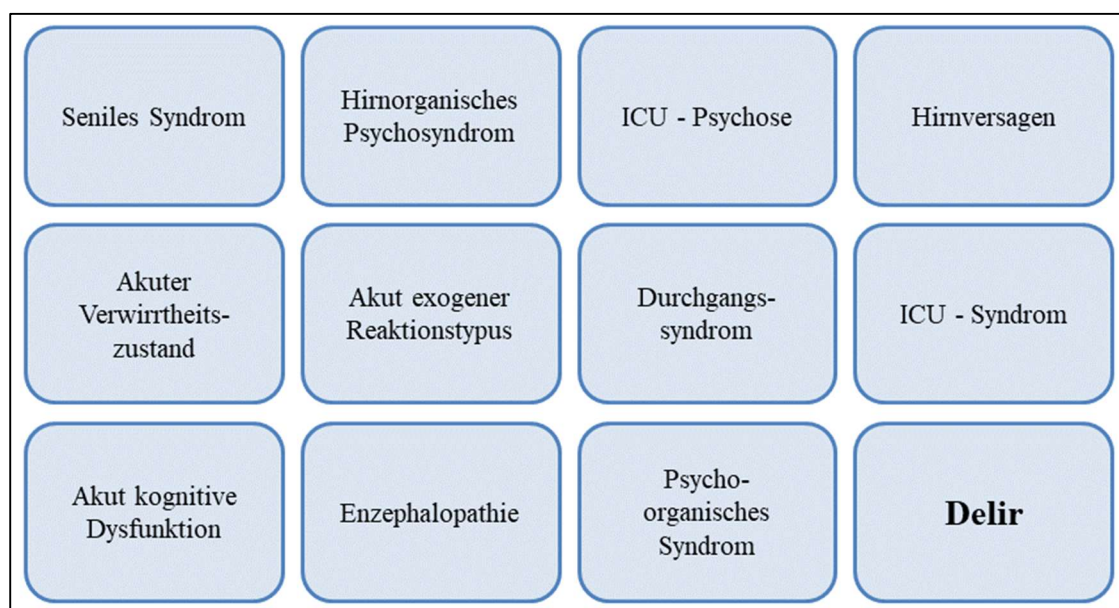 Seniles Syndrom
Hirnorganisches
Psychosyndrom
ICU - Psychose
Hirnversagen
Akuter
Verwirrtheits-
zustand
Akut exogener
Reaktionstypus
Durchgangs-
syndrom
ICU - Syndrom
Akut kognitive
Dysfunktion
Enzephalopathie
Psycho-
organisches
Syndrom
Delir